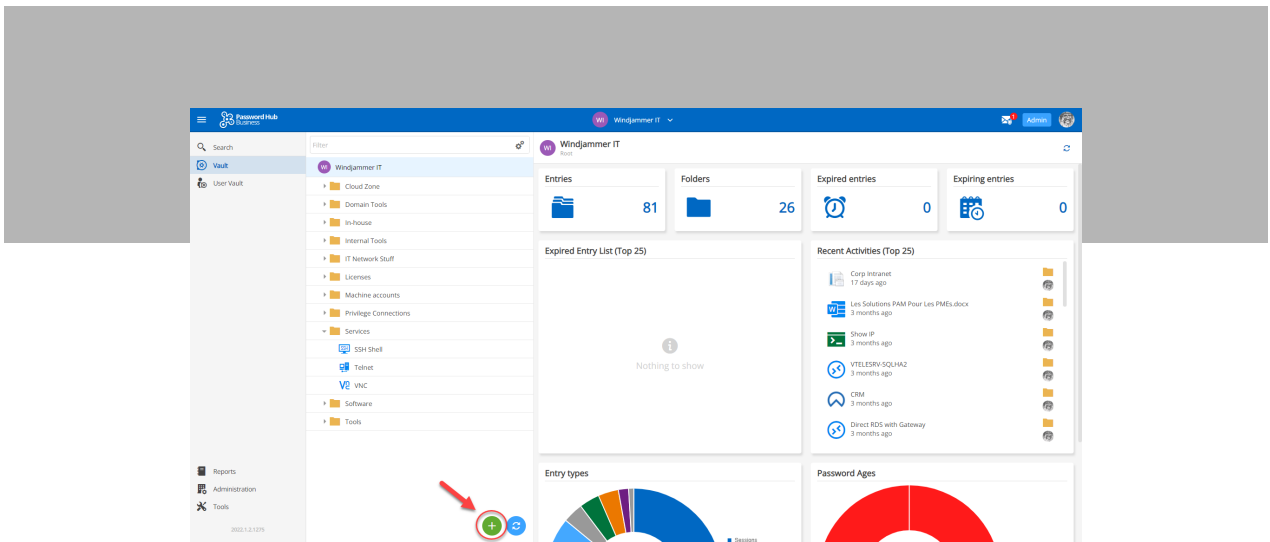 Password Hub
Business
WI Windjammer IT
1
Admin
Search
Vault
User Vault
Reports
Administration
Tools
2022.1.2.1275
Filter
WI Windjammer IT
Cloud Zone
Domain Tools
In-house
Internal Tools
IT Network Stuff
Licenses
Machine accounts
Privilege Connections
Services
SSH Shell
Telnet
VNC
Software
Tools
WI Windjammer IT
Root
Entries
81
Folders
26
Expired entries
0
Expiring entries
0
Expired Entry List (Top 25)
Nothing to show
Recent Activities (Top 25)
Corp Intranet
17 days ago
Les Solutions PAM Pour Les PMEs.docx
3 months ago
Show IP
3 months ago
VTELESRV-SQLHA2
3 months ago
CRM
3 months ago
Direct RDS with Gateway
3 months ago
Entry types
Sessions
Password Ages